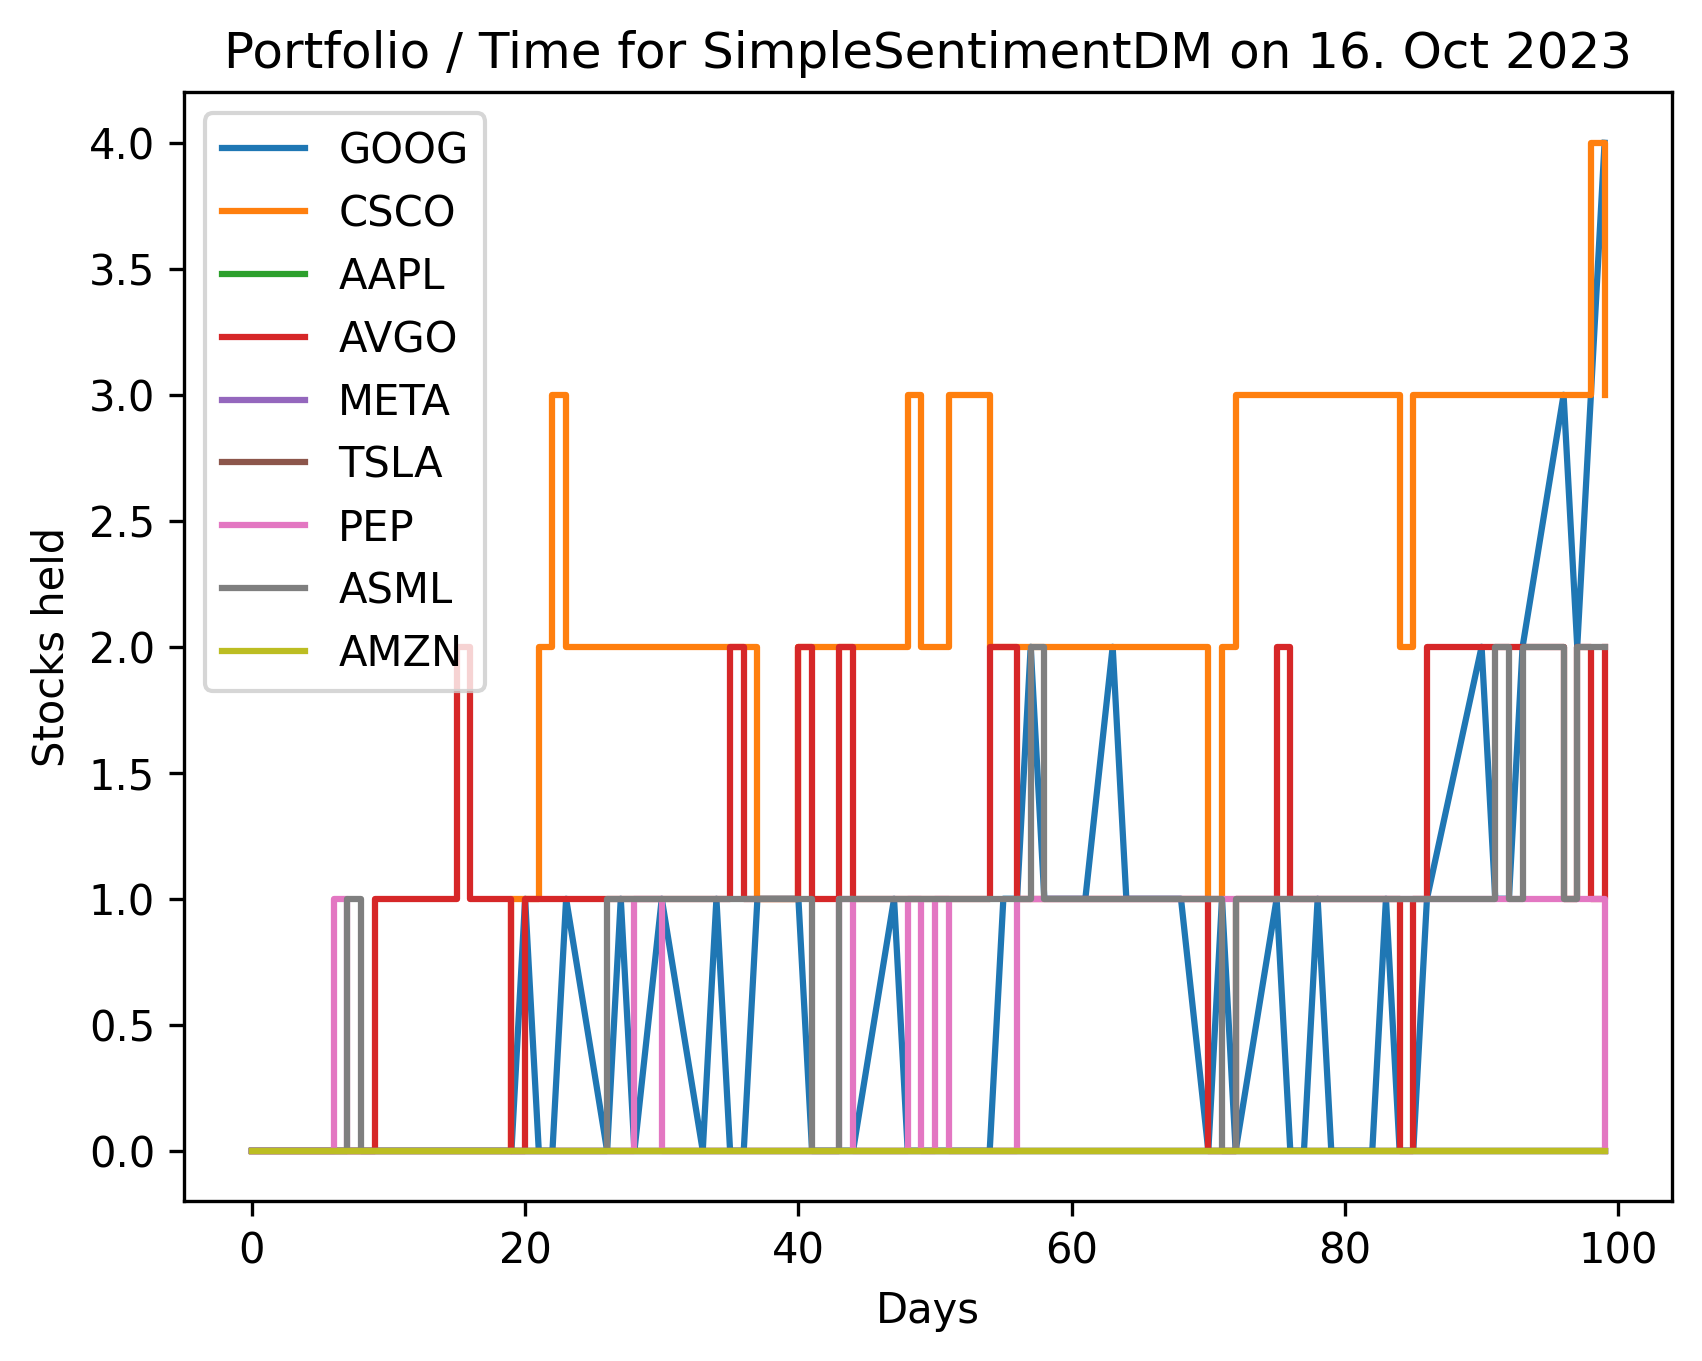 Portfolio / Time for SimpleSentimentDM on 16. Oct 2023
GOOG
CSCO
AAPL
AVGO
META
TSLA
PEP
ASML
AMZN
4.0
3.5
3.0
2.5
2.0
1.5
1.0
0.5
0.0
Stocks held
0 20 40 60 80 100
Days